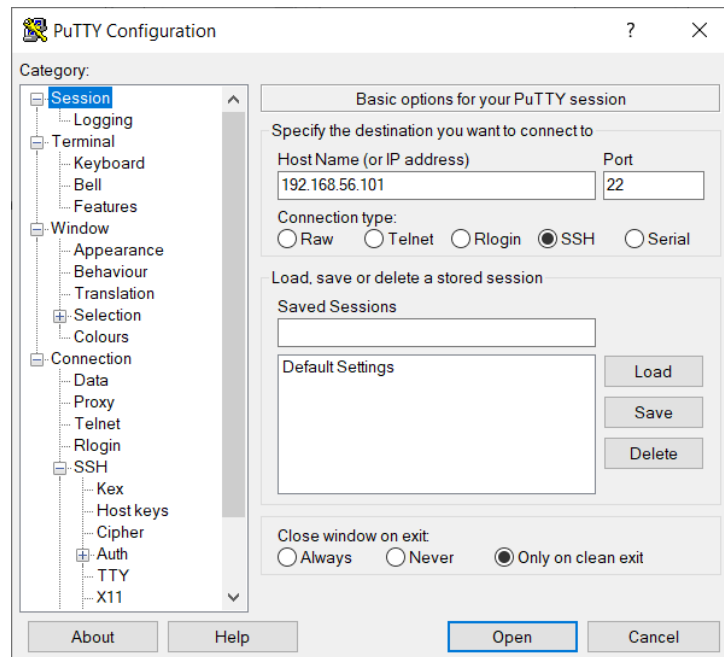 PuTTY Configuration
?
Category:
Session
Logging
Terminal
Keyboard
Bell
Features
Window
Appearance
Behaviour
Translation
Selection
Colours
Connection
Data
Proxy
Telnet
Rlogin
SSH
Kex
Host keys
Cipher
Auth
TTY
X11
Basic options for your PuTTY session
Specify the destination you want to connect to
Host Name (or IP address) Port
192.168.56.101 22
Connection type:
Raw Telnet Rlogin SSH Serial
Load, save or delete a stored session
Saved Sessions
Default Settings
Load
Save
Delete
Close window on exit:
Always Never Only on clean exit
About Help Open Cancel